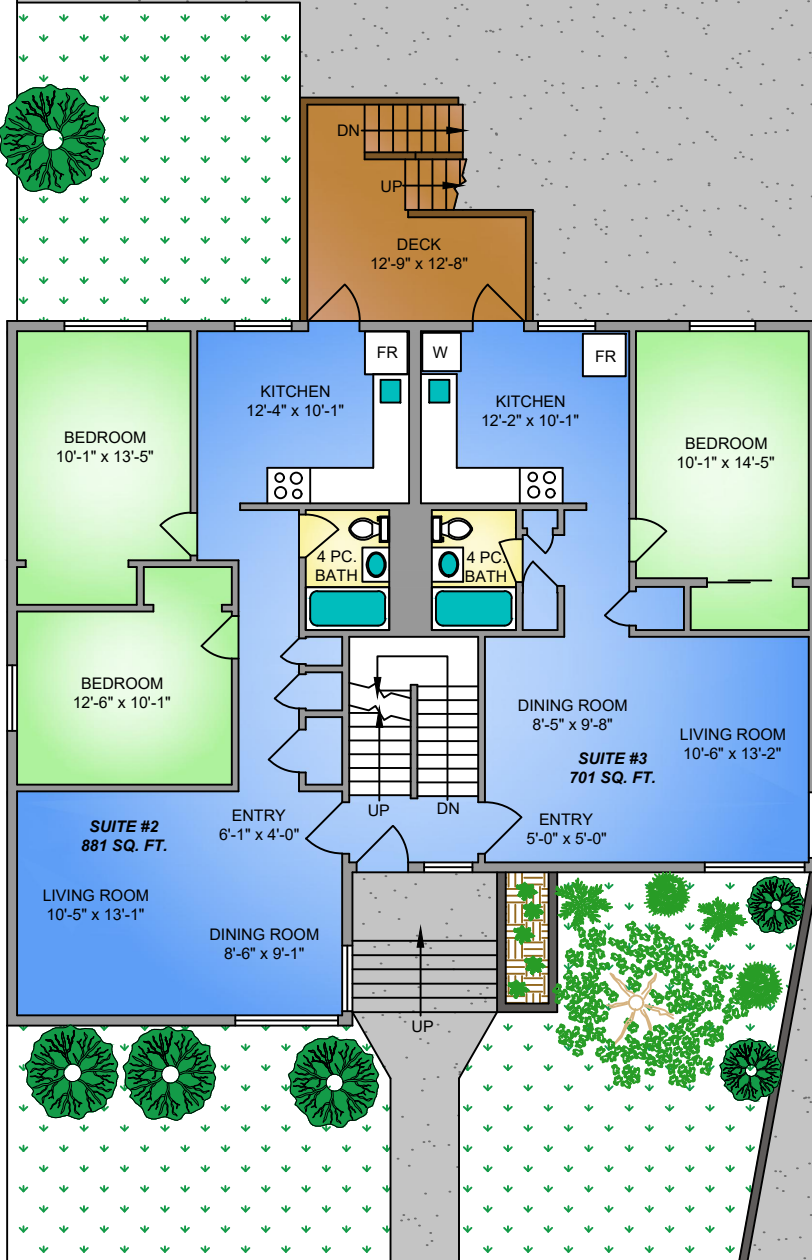 DN
UP
DECK
12'-9" x 12'-8"
FR
W
FR
KITCHEN
12'-4" x 10'-1"
KITCHEN
12'-2" x 10'-1"
BEDROOM
10'-1" x 13'-5"
BEDROOM
10'-1" x 14'-5"
4 PC.
BATH
4 PC.
BATH
BEDROOM
12'-6" x 10'-1"
DINING ROOM
8'-5" x 9'-8"
LIVING ROOM
10'-6" x 13'-2"
SUITE #3
701 SQ. FT.
UP
DN
ENTRY
6'-1" x 4'-0"
ENTRY
5'-0" x 5'-0"
SUITE #2
881 SQ. FT.
LIVING ROOM
10'-5" x 13'-1"
DINING ROOM
8'-6" x 9'-1"
UP